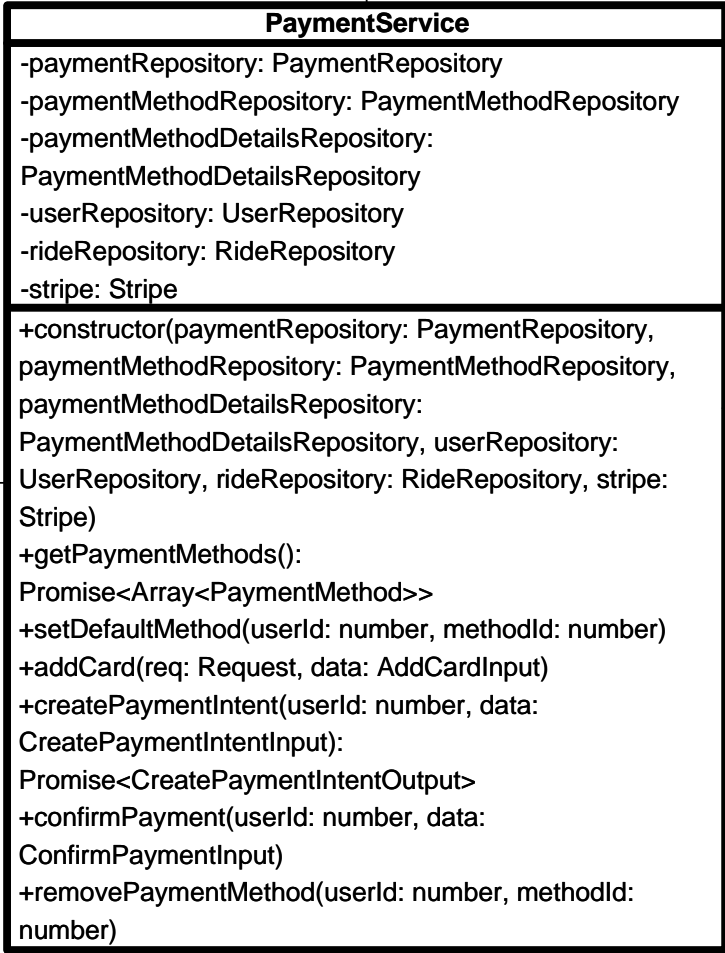 PaymentService
-paymentRepository: PaymentRepository
-paymentMethodRepository: PaymentMethodRepository
-paymentMethodDetailsRepository:
PaymentMethodDetailsRepository
-userRepository: UserRepository
-rideRepository: RideRepository
-stripe: Stripe
+constructor(paymentRepository: PaymentRepository,
paymentMethodRepository: PaymentMethodRepository,
paymentMethodDetailsRepository:
PaymentMethodDetailsRepository, userRepository:
UserRepository, rideRepository: RideRepository, stripe:
Stripe)
+getPaymentMethods():
Promise<Array<PaymentMethod>>
+setDefaultMethod(userId: number, methodId: number)
+addCard(req: Request, data: AddCardInput)
+createPaymentIntent(userId: number, data:
CreatePaymentIntentInput):
Promise<CreatePaymentIntentOutput>
+confirmPayment(userId: number, data:
ConfirmPaymentInput)
+removePaymentMethod(userId: number, methodId:
number)